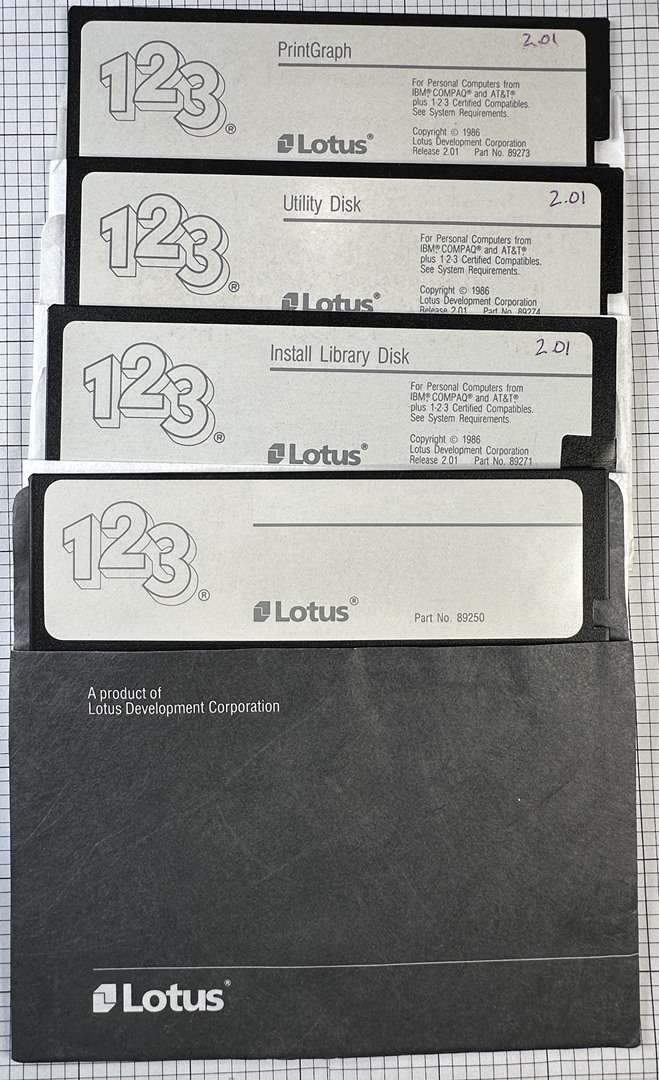 2.01
PrintGraph
123®
For Personal Computers from
IBM® COMPAQ® and AT&T®
plus 1-2-3 Certified Compatibles.
See System Requirements.
Copyright © 1986
Lotus Development Corporation
Release 2.01 Part No. 89273
Lotus®
2.01
Utility Disk
123®
For Personal Computers from
IBM® COMPAQ® and AT&T®
plus 1-2-3 Certified Compatibles.
See System Requirements.
Copyright © 1986
Lotus Development Corporation
Release 2.01 Part No. 89274
Lotus®
2.01
Install Library Disk
123®
For Personal Computers from
IBM® COMPAQ® and AT&T®
plus 1-2-3 Certified Compatibles.
See System Requirements.
Copyright © 1986
Lotus Development Corporation
Release 2.01 Part No. 89271
Lotus®
123®
Lotus®
Part No. 89250
A product of
Lotus Development Corporation
Lotus®